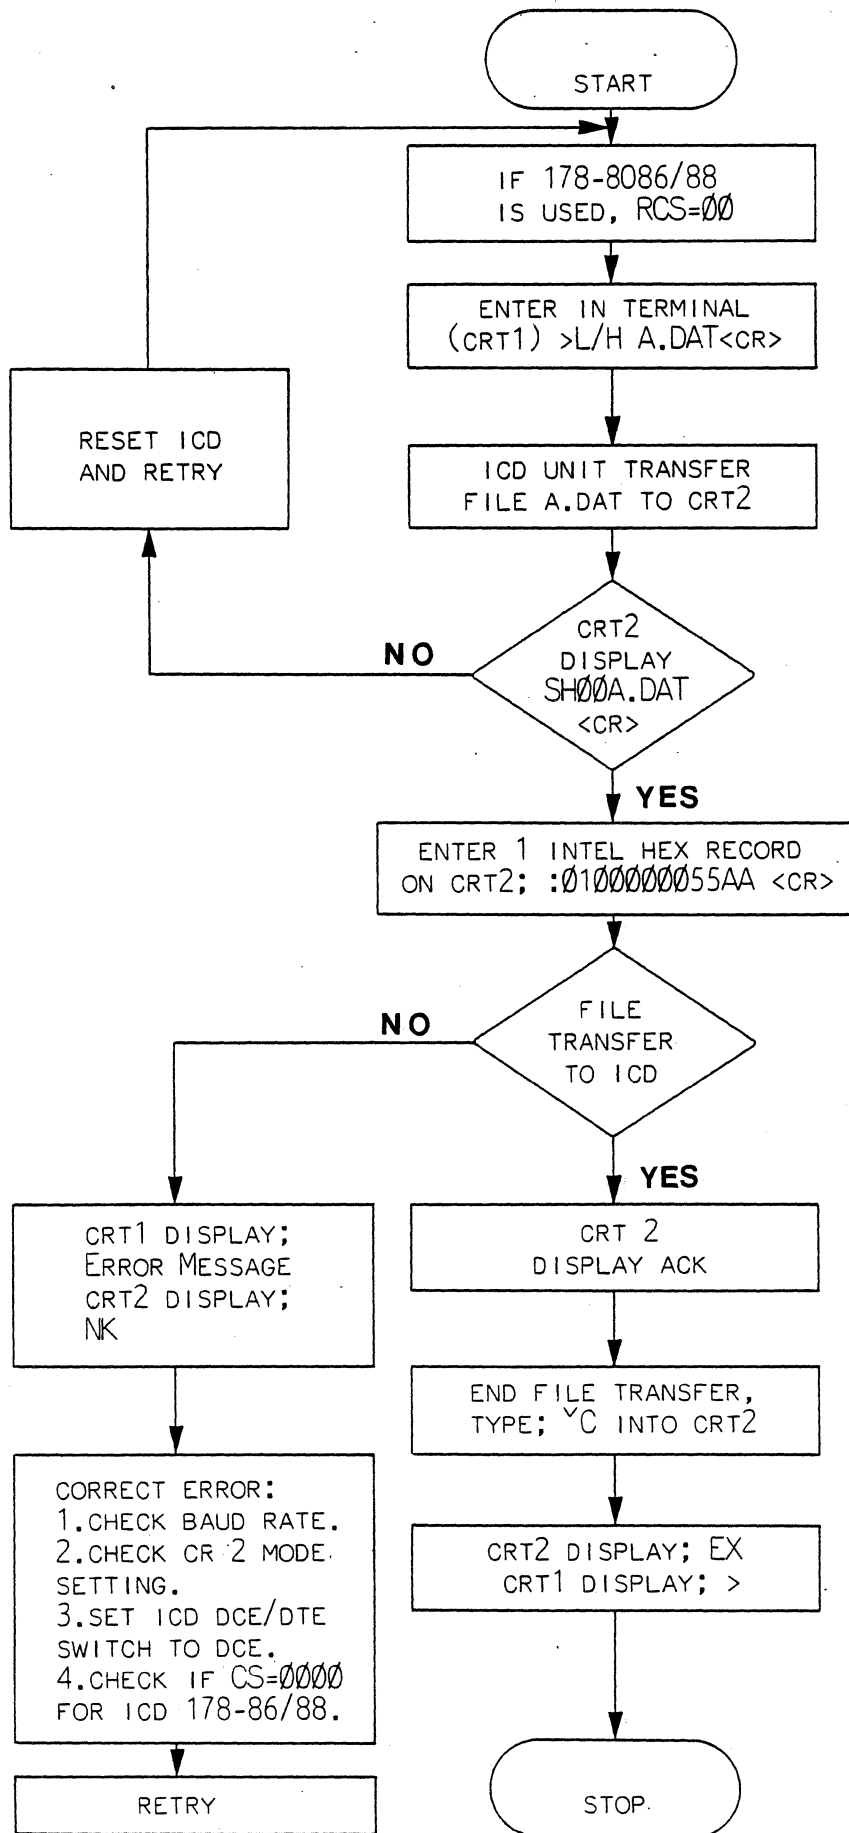 START
IF 178-8086/88
IS USED, RCS=ØØ
ENTER IN TERMINAL
(CRT1) >L/H A.DAT<CR>
RESET ICD
AND RETRY
ICD UNIT TRANSFER
FILE A.DAT TO CRT2
CRT2
DISPLAY
SHØØA.DAT
<CR>
NO
YES
ENTER 1 INTEL HEX RECORD
ON CRT2; :Ø1ØØØØØØ55AA <CR>
FILE
TRANSFER
TO ICD
NO
YES
CRT1 DISPLAY;
ERROR MESSAGE
CRT2 DISPLAY;
NK
CRT 2
DISPLAY ACK
END FILE TRANSFER,
TYPE; ˅C INTO CRT2
CORRECT ERROR:
1.CHECK BAUD RATE.
2.CHECK CR 2 MODE
SETTING.
3.SET ICD DCE/DTE
SWITCH TO DCE.
4.CHECK IF CS=ØØØØ
FOR ICD 178-86/88.
CRT2 DISPLAY; EX
CRT1 DISPLAY; >
RETRY
STOP